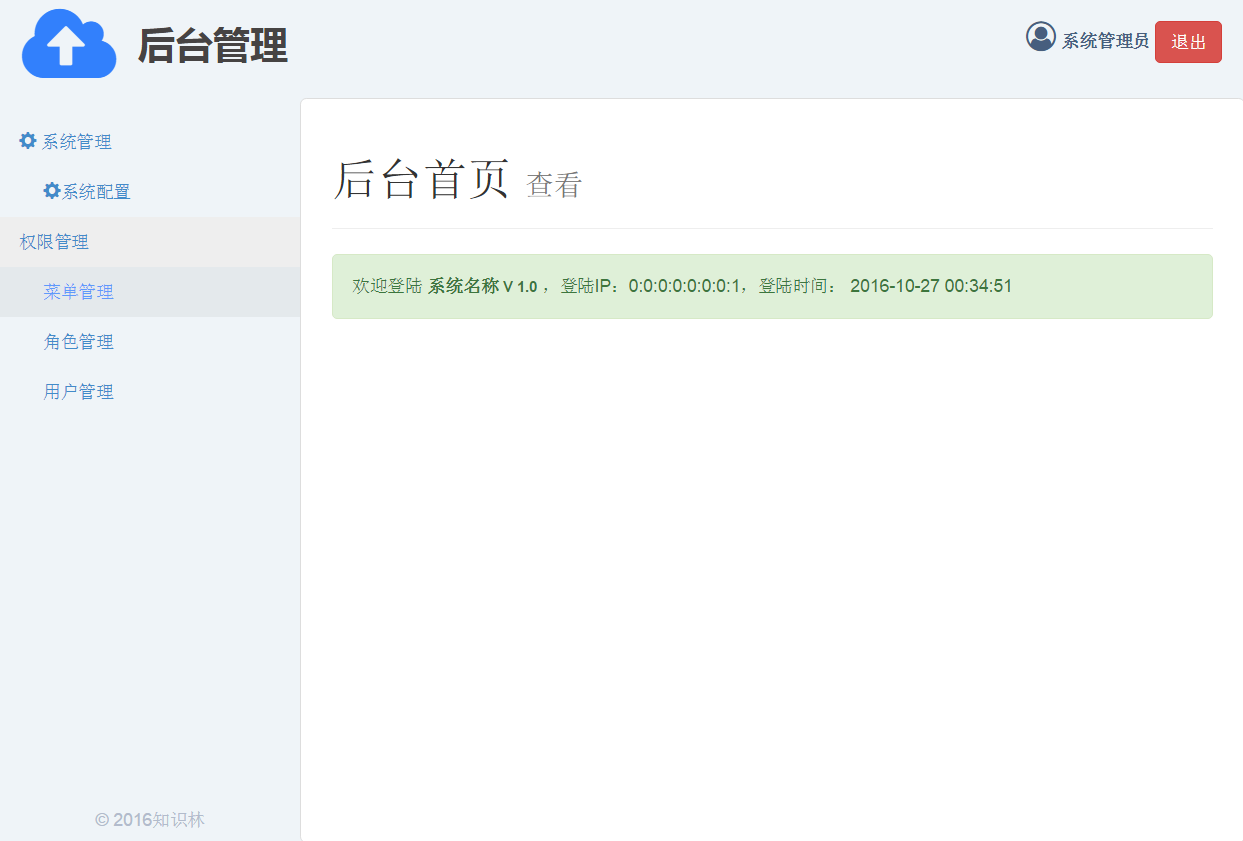 后台管理
系统管理员 退出
系统管理
系统配置
权限管理
菜单管理
角色管理
用户管理
后台首页 查看
欢迎登陆 系统名称 V 1.0 ，登陆IP：0:0:0:0:0:0:0:1，登陆时间： 2016-10-27 00:34:51
© 2016知识林